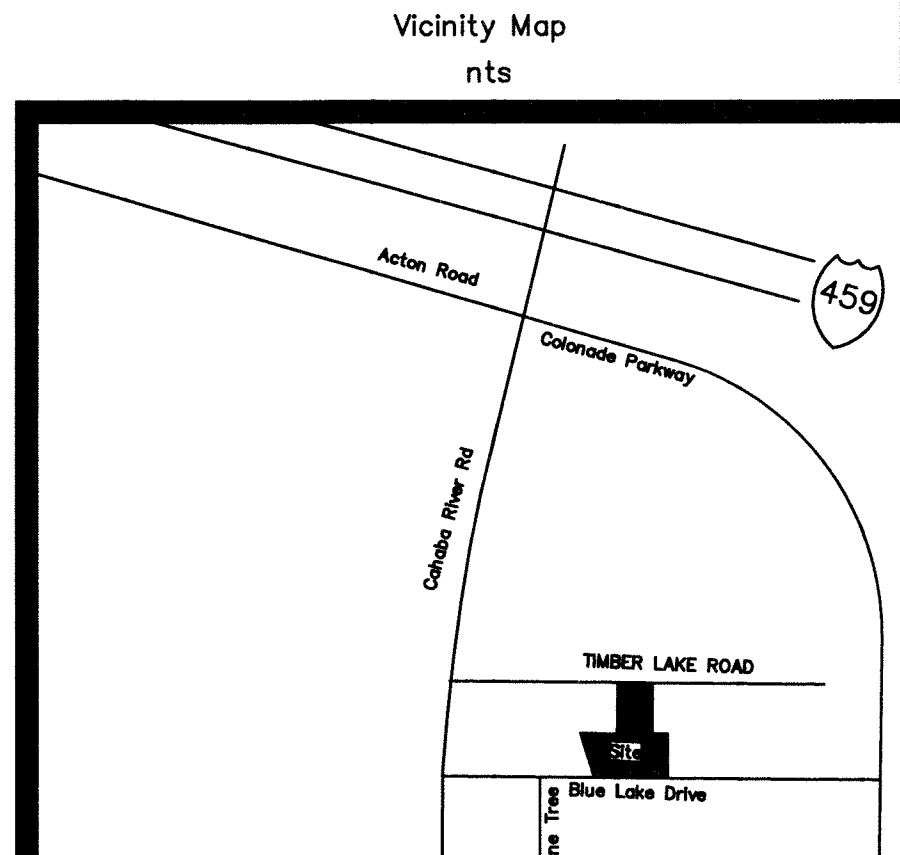 Vicinity Map
nts
Acton Road
459
Colonade Parkway
Cahaba River Rd
TIMBER LAKE ROAD
Site
Blue Lake Drive
ne Tree